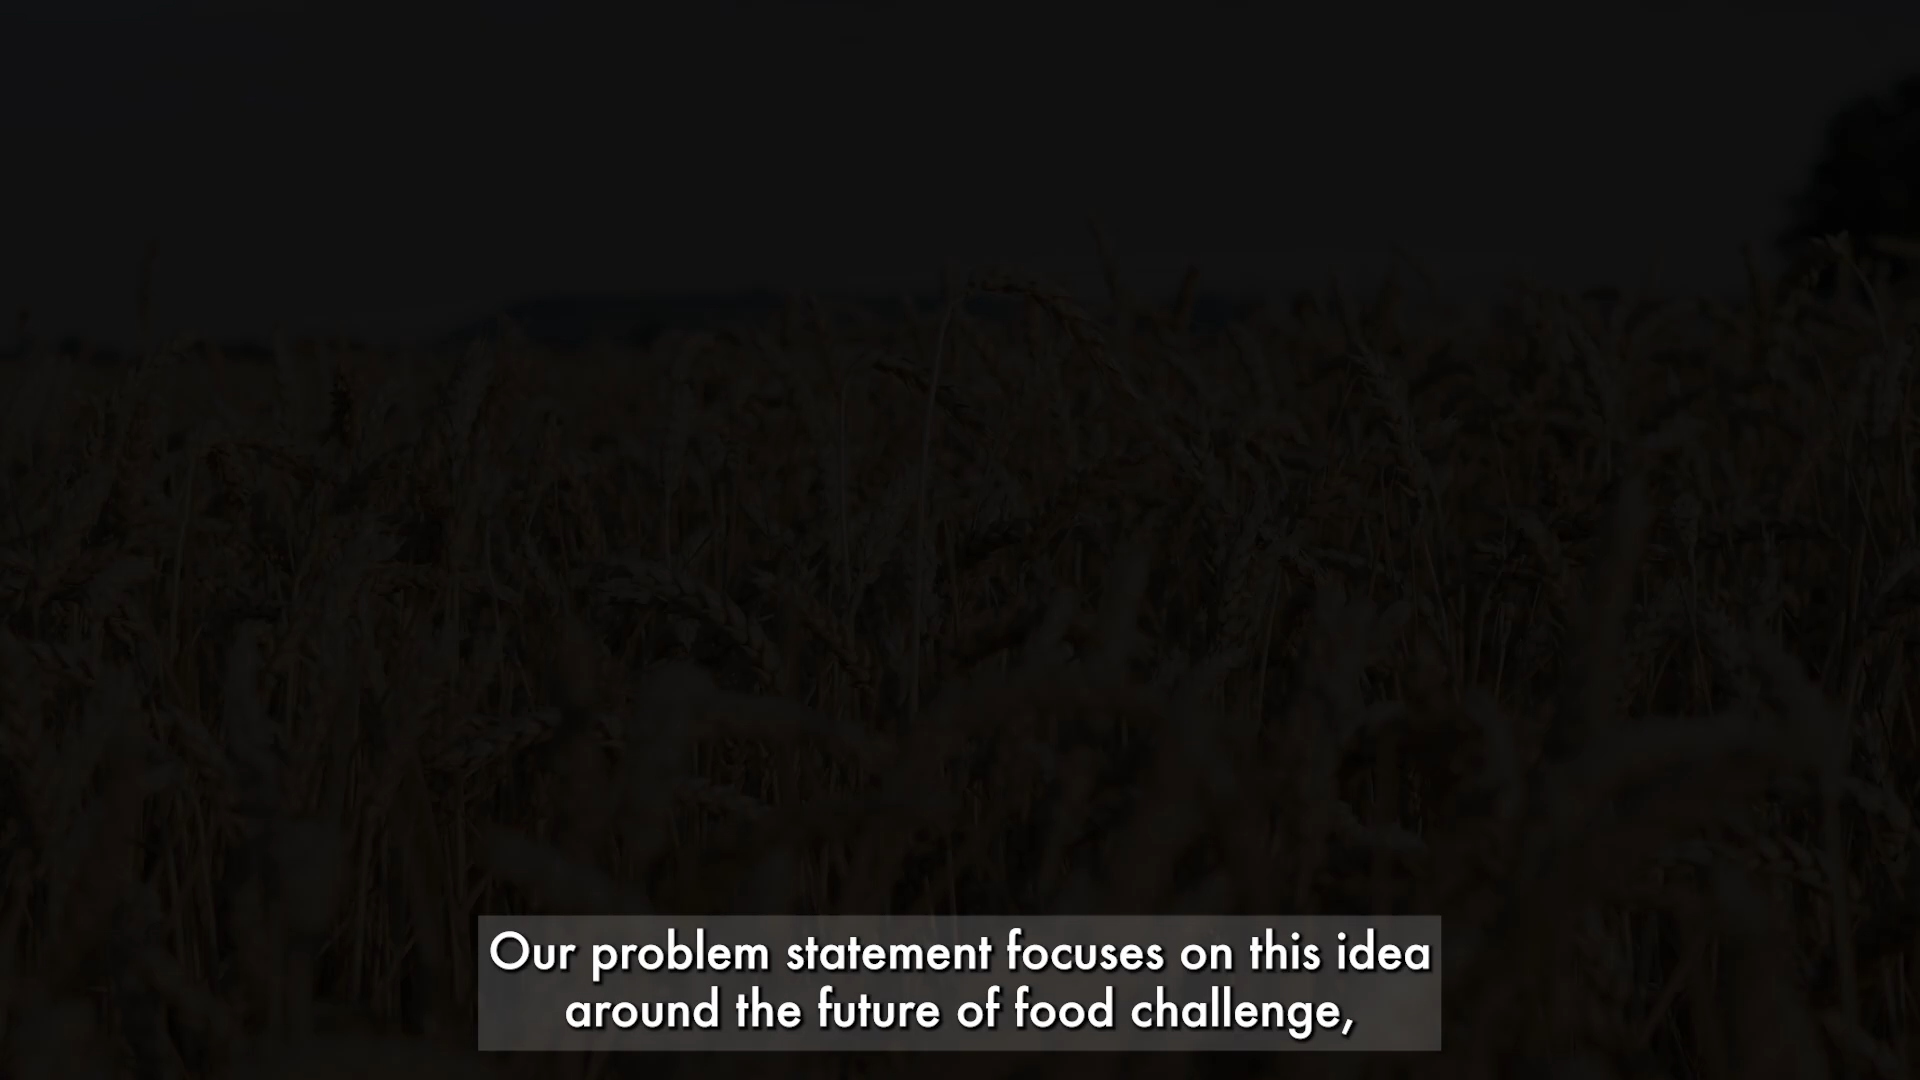 Our problem statement focuses on this idea
around the future of food challenge,